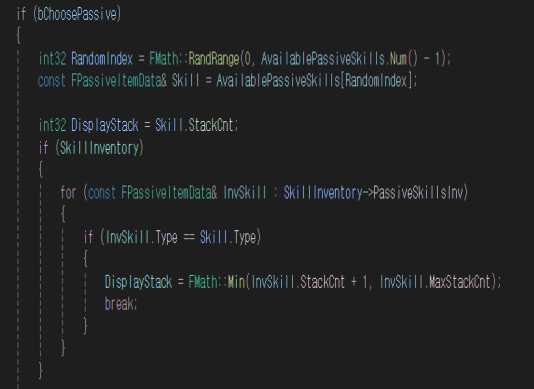 if (bChoosePassive)
{
int32 RandomIndex = FMath::RandRange(0, AvailablePassiveSkills.Num() - 1);
const FPassiveItemData& Skill = AvailablePassiveSkills[RandomIndex];
int32 DisplayStack = Skill.StackCnt;
if (SkillInventory)
{
for (const FPassiveItemData& InvSkill : SkillInventory->PassiveSkillsInv)
{
if (InvSkill.Type == Skill.Type)
{
DisplayStack = FMath::Min(InvSkill.StackCnt + 1, InvSkill.MaxStackCnt);
break;
}
}
}